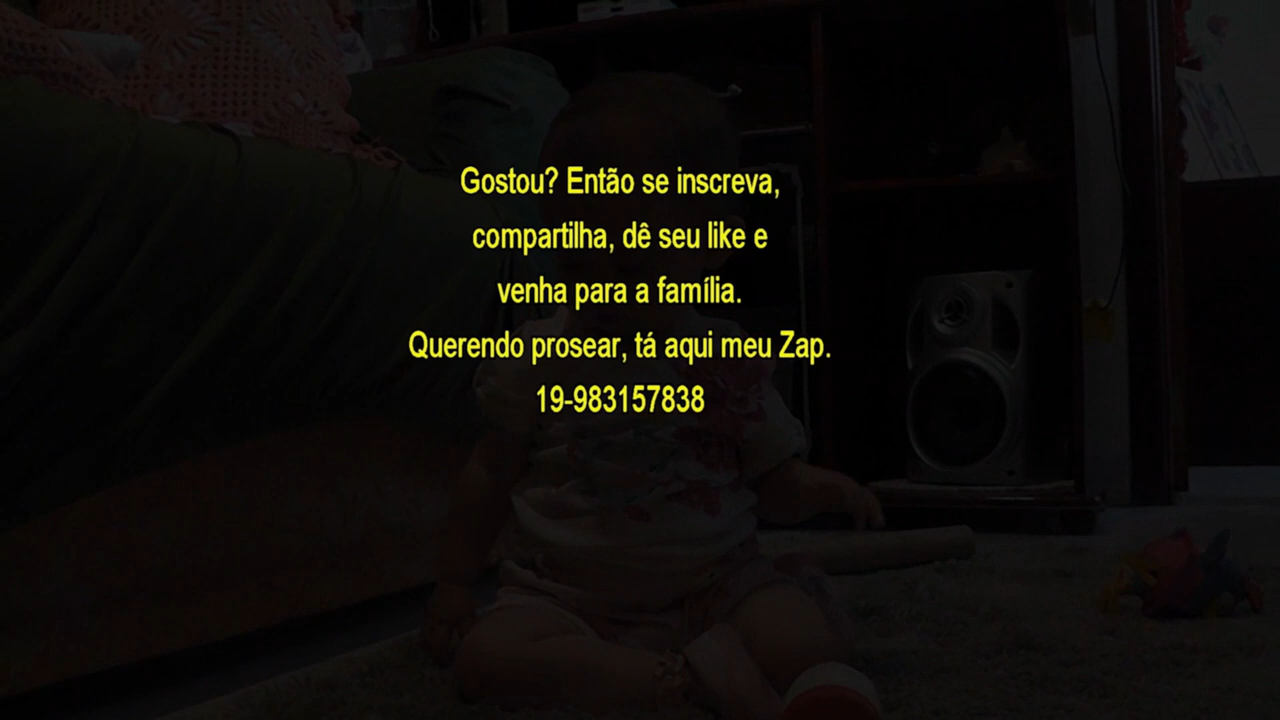 Gostou? Então se inscreva,
compartilha, dê seu like e
venha para a família.
Querendo prosear, tá aqui meu Zap.
19-983157838